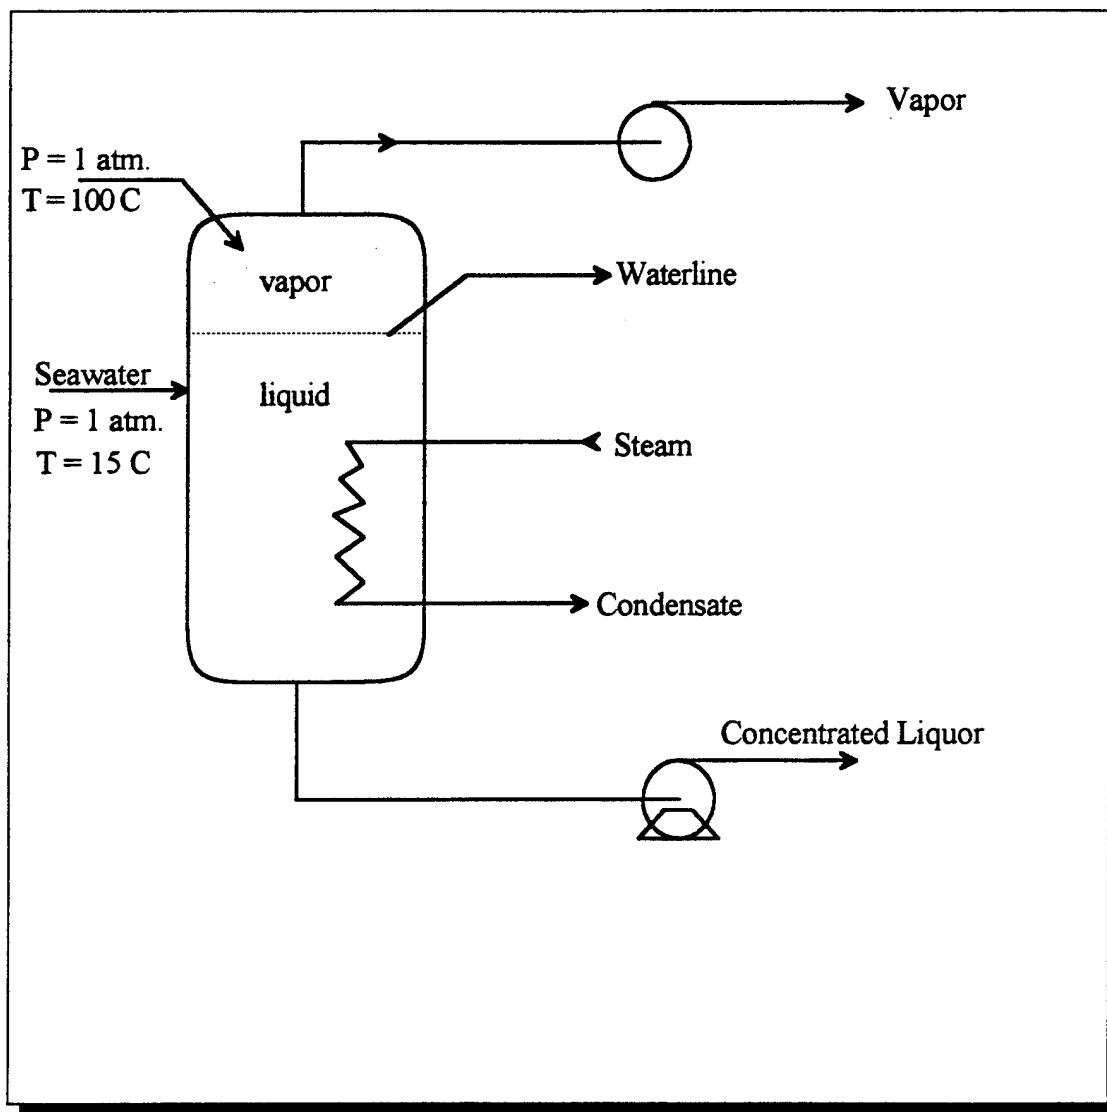 Vapor
P = 1 atm.
T = 100 C
vapor
Waterline
Seawater
liquid
P = 1 atm.
T = 15 C
Steam
Condensate
Concentrated Liquor